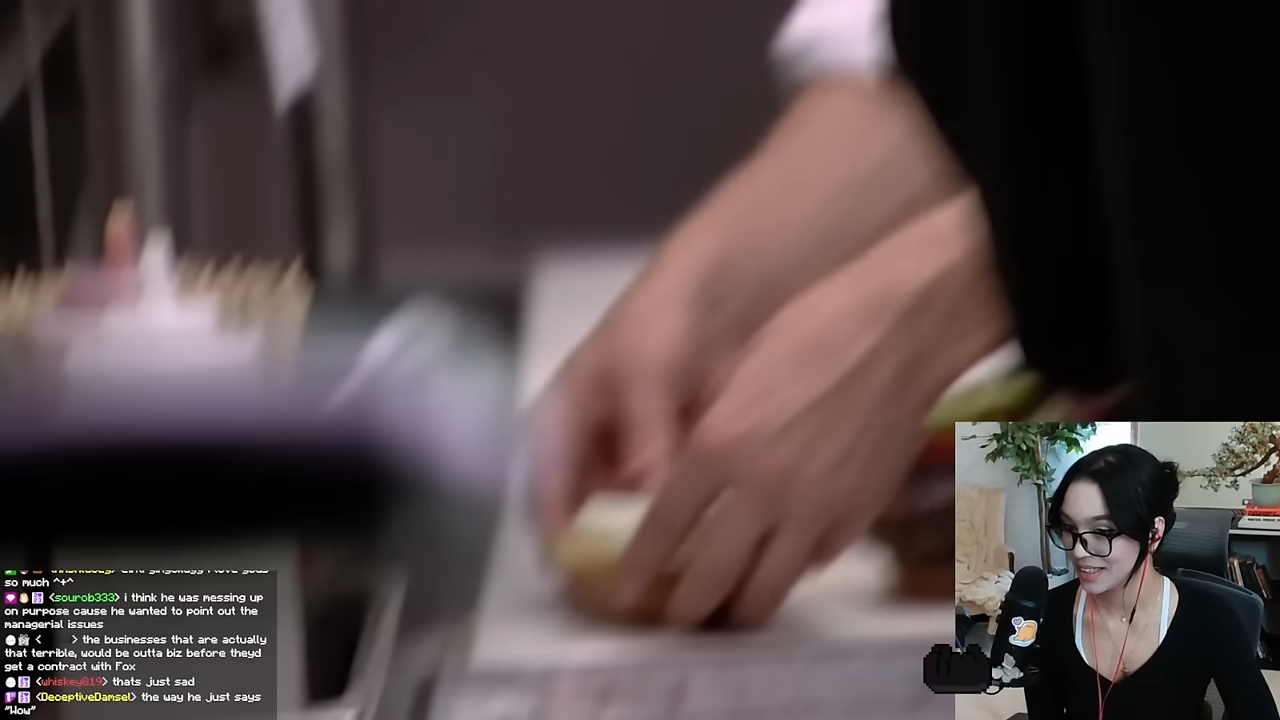 so much ^+^
<sourob333> i think he was messing up
on purpose cause he wanted to point out the
managerial issues
< > the businesses that are actually
that terrible, would be outta biz before theyd
get a contract with Fox
<whiskey819> thats just sad
<DeceptiveDamsel> the way he just says
"Wow"